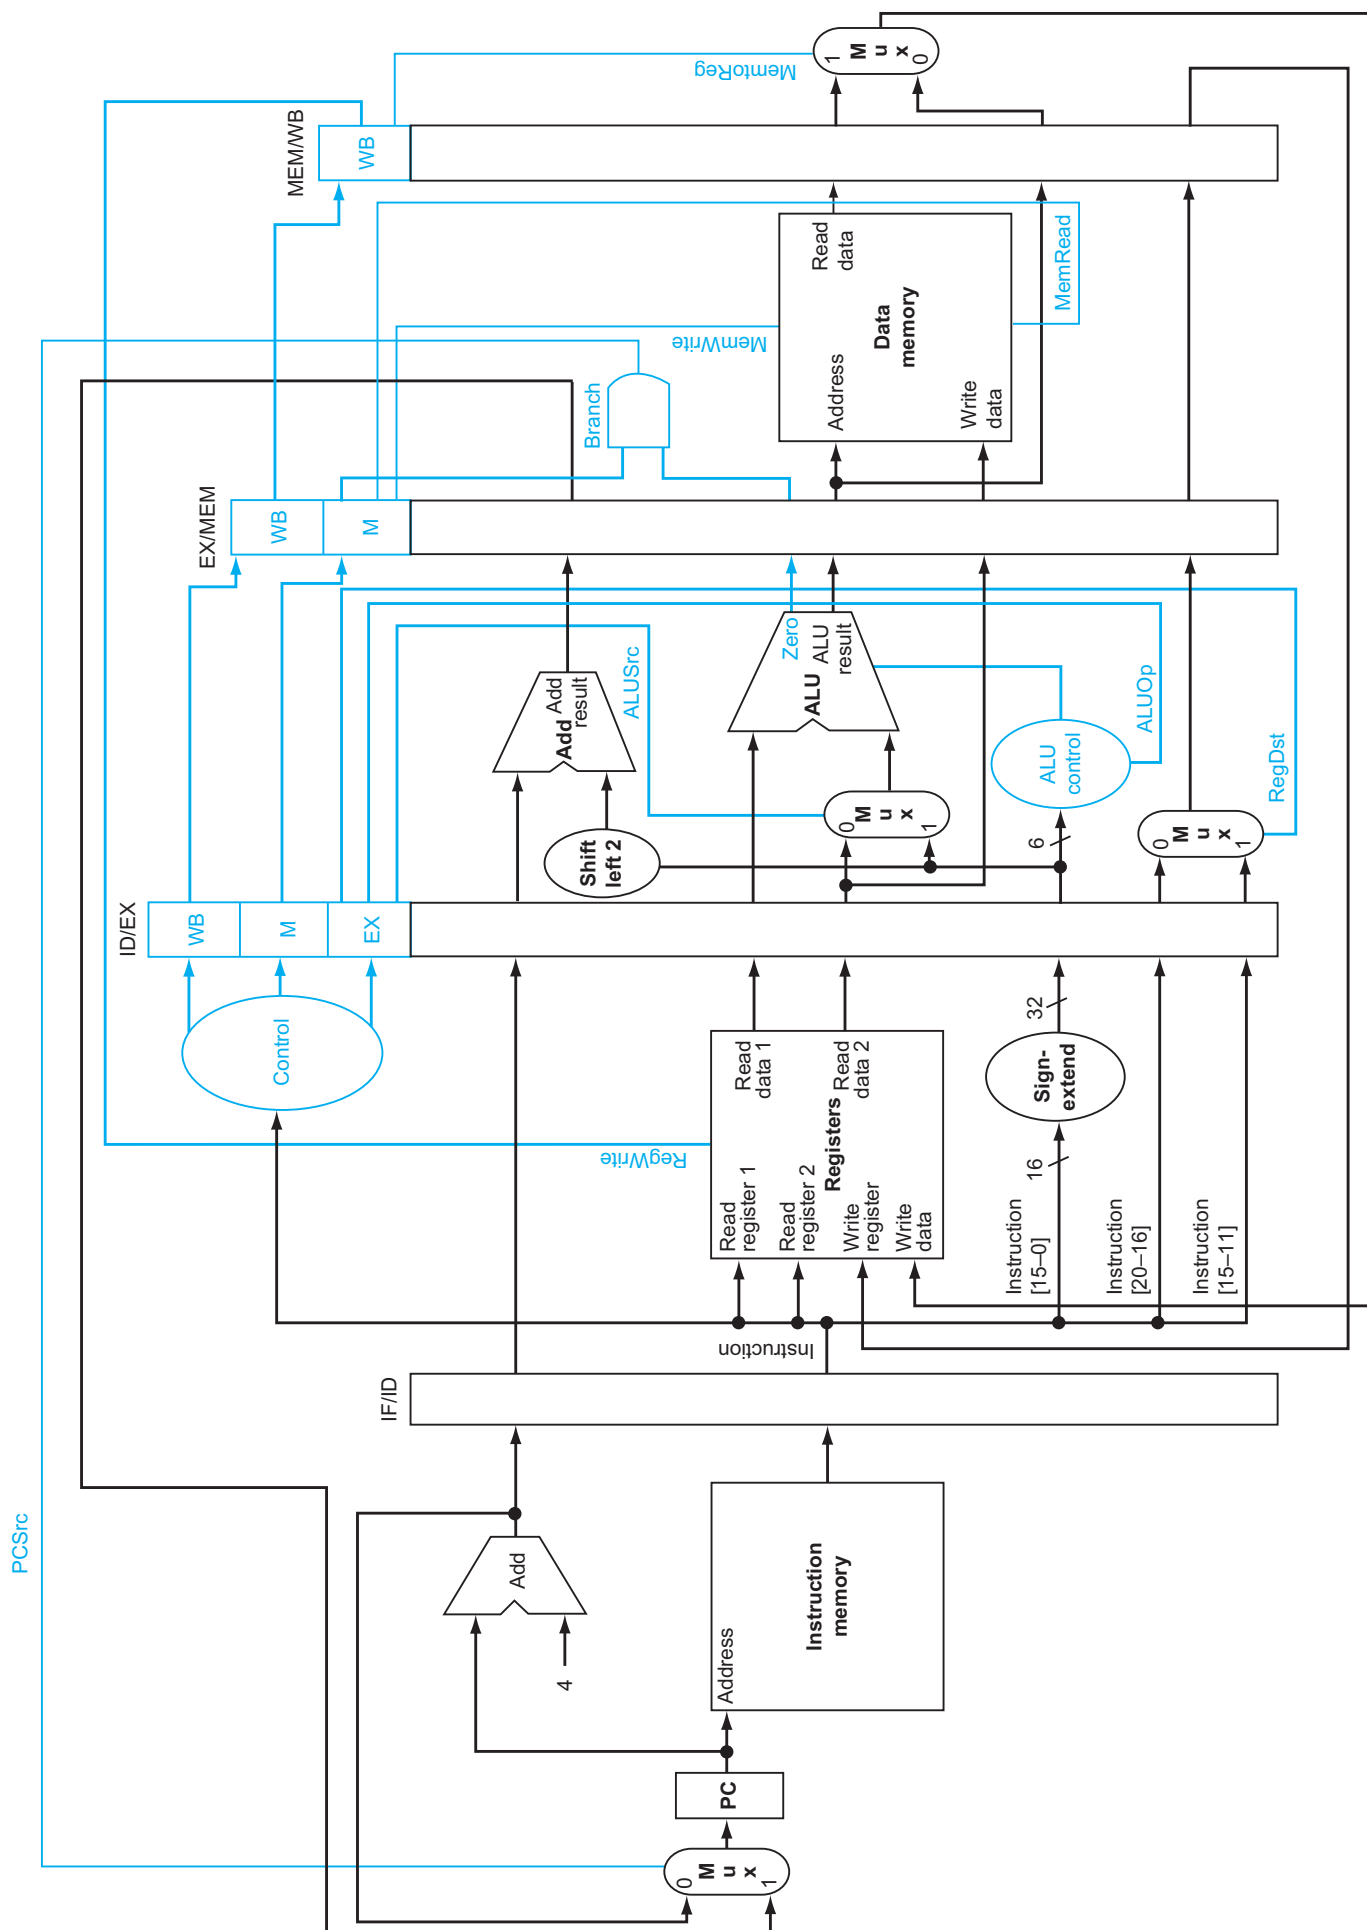 PCSrc
ID/EX
WB
M
EX
Control
EX/MEM
WB
M
MEM/WB
WB
IF/ID
Add
4
Add
Add
result
Shift
left 2
ALUSrc
Branch
RegWrite
MemWrite
MemtoReg
0
M
u
x
1
PC
Address
Instruction
memory
Instruction
Read
register 1
Read
register 2
Registers
Write
register
Write
data
Read
data 1
Read
data 2
Zero
ALU
ALU
result
0
M
u
x
1
Address
Data
memory
Write
data
Read
data
1
M
u
x
0
Instruction
[15–0]
16
Sign-
extend
32
6
ALU
control
MemRead
Instruction
[20–16]
ALUOp
Instruction
[15–11]
0
M
u
x
1
RegDst